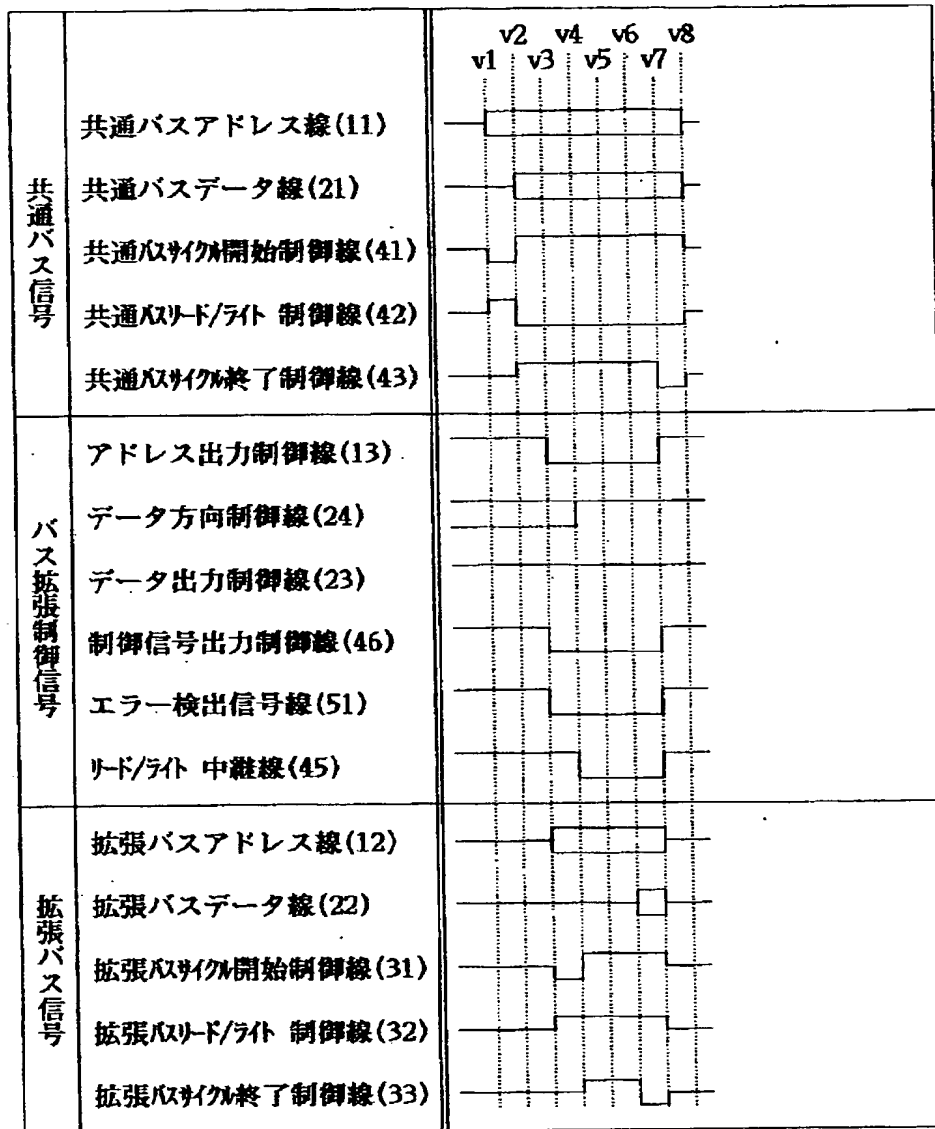 v2 v4 v6 v8
v1 v3 v5 v7
共通バス信号
共通バスアドレス線(11)
共通バスデータ線(21)
共通バスサイクル開始制御線(41)
共通バスリード/ライト 制御線(42)
共通バスサイクル終了制御線(43)
バス拡張制御信号
アドレス出力制御線(13)
データ方向制御線(24)
データ出力制御線(23)
制御信号出力制御線(46)
エラー検出信号線(51)
リード/ライト 中継線(45)
拡張バス信号
拡張バスアドレス線(12)
拡張バスデータ線(22)
拡張バスサイクル開始制御線(31)
拡張バスリード/ライト 制御線(32)
拡張バスサイクル終了制御線(33)